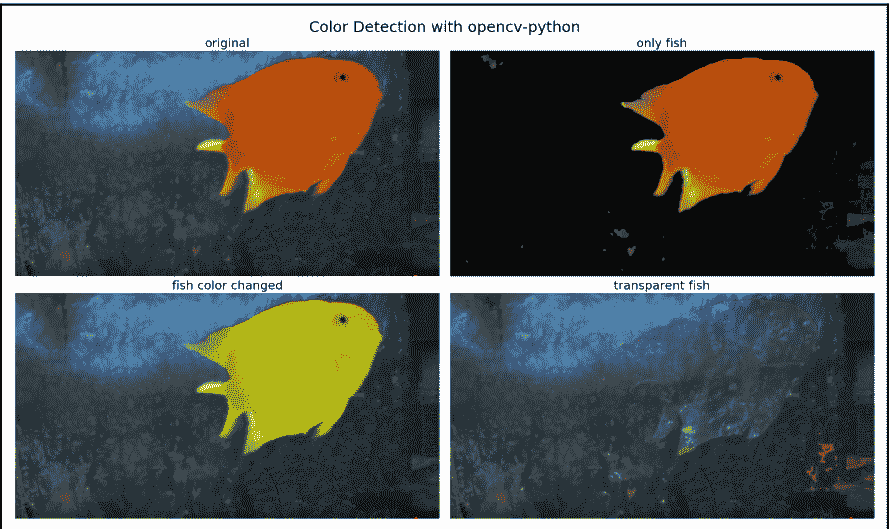 Color Detection with opencv-python
original
only fish
fish color changed
transparent fish